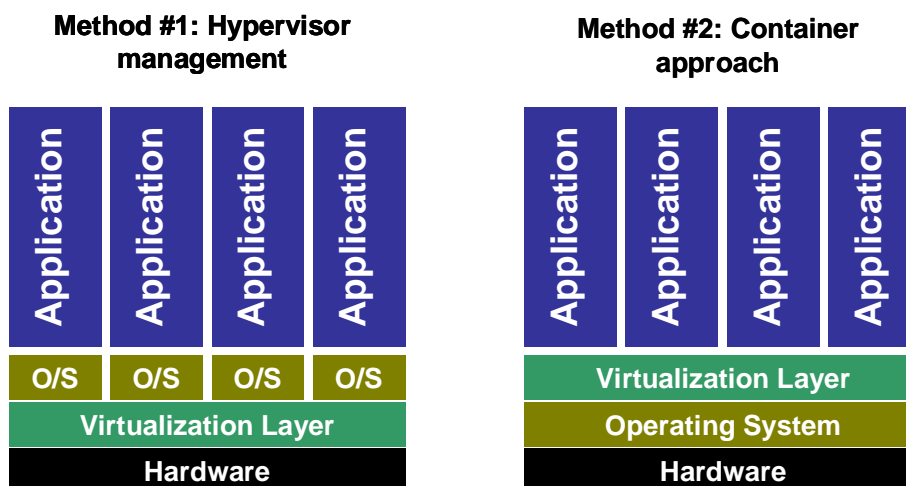 Method #1: Hypervisor
management
Application
Application
Application
Application
O/S
O/S
O/S
O/S
Virtualization Layer
Hardware
Method #2: Container
approach
Application
Application
Application
Application
Virtualization Layer
Operating System
Hardware